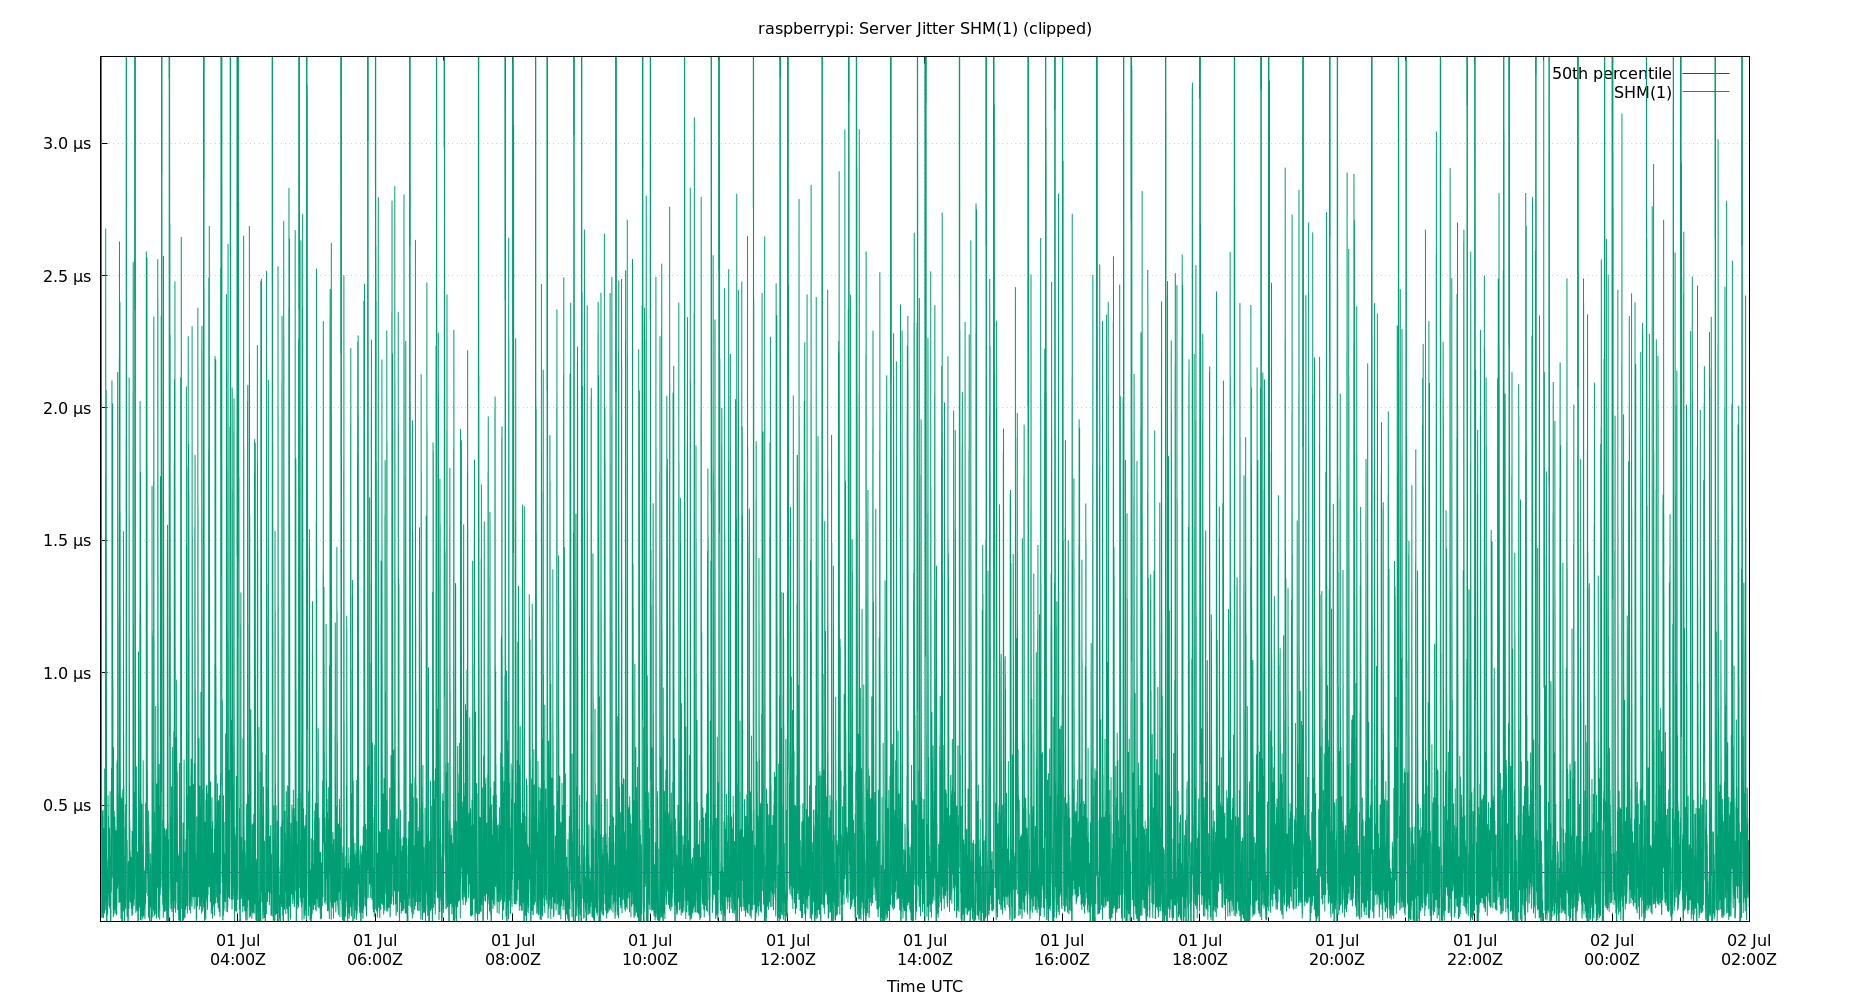 raspberrypi: Server Jitter SHM(1) (clipped)
50th percentile
SHM(1)
3.0 μs
2.5 μs
2.0 μs
1.5 μs
1.0 μs
0.5 μs
01 Jul 01 Jul 01 Jul 01 Jul 01 Jul 01 Jul 01 Jul 01 Jul 01 Jul 01 Jul 02 Jul 02 Jul
04:00Z 06:00Z 08:00Z 10:00Z 12:00Z 14:00Z 16:00Z 18:00Z 20:00Z 22:00Z 00:00Z 02:00Z
Time UTC